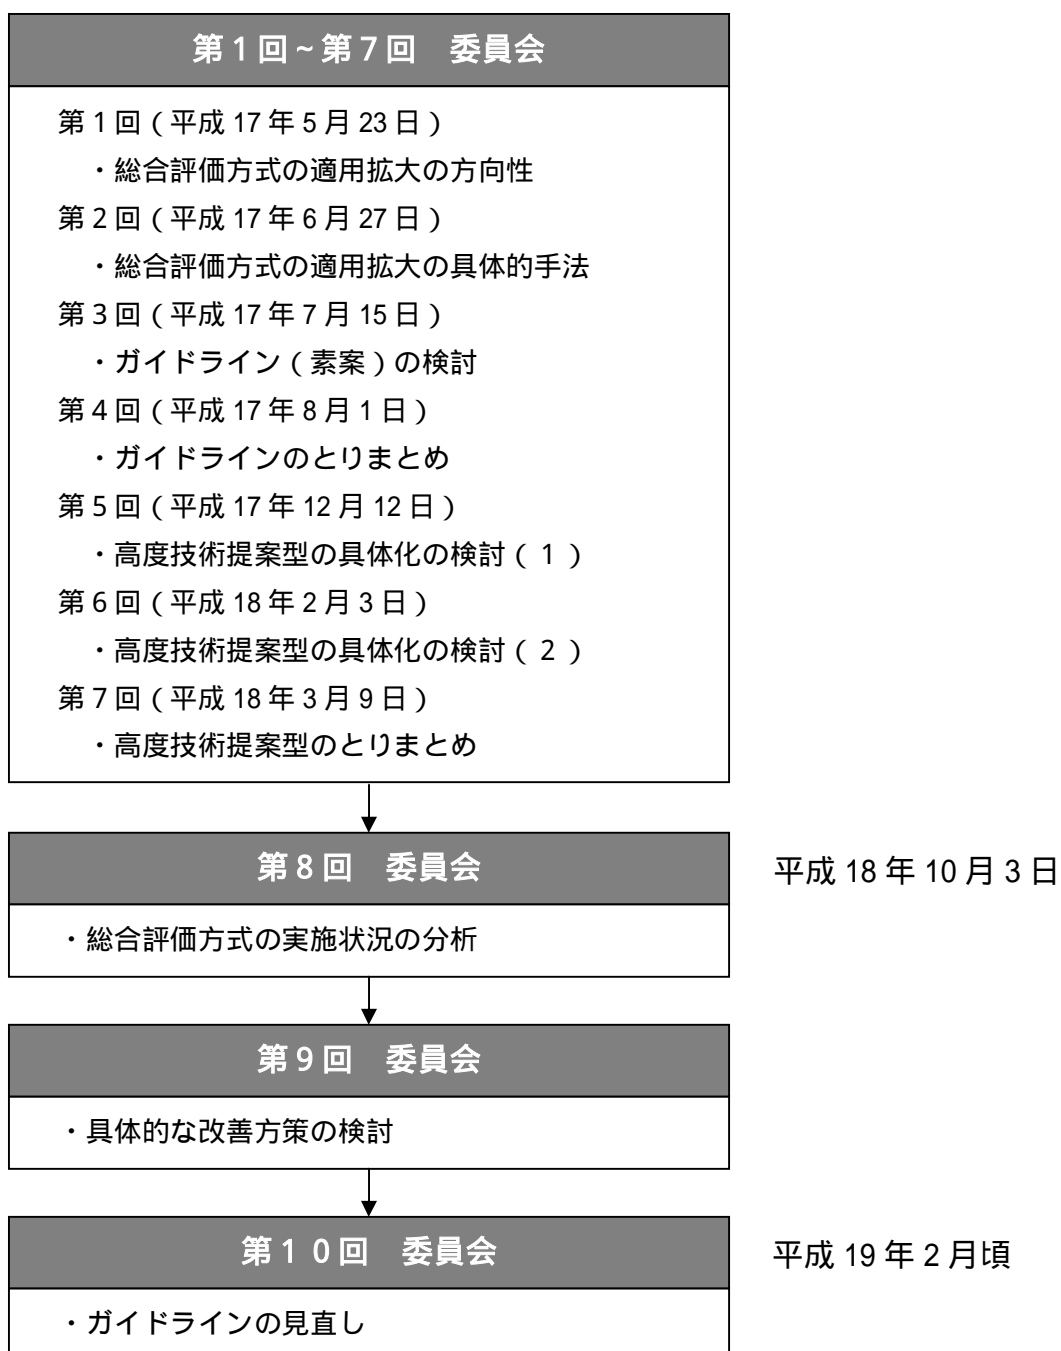 第1回~第7回　委員会
第1回(平成17年5月23日)
・総合評価方式の適用拡大の方向性
第2回(平成17年6月27日)
・総合評価方式の適用拡大の具体的手法
第3回(平成17年7月15日)
・ガイドライン(素案)の検討
第4回(平成17年8月1日)
・ガイドラインのとりまとめ
第5回(平成17年12月12日)
・高度技術提案型の具体化の検討(1)
第6回(平成18年2月3日)
・高度技術提案型の具体化の検討(2)
第7回(平成18年3月9日)
・高度技術提案型のとりまとめ
第8回　委員会
平成18年10月3日
・総合評価方式の実施状況の分析
第9回　委員会
・具体的な改善方策の検討
第10回　委員会
平成19年2月頃
・ガイドラインの見直し